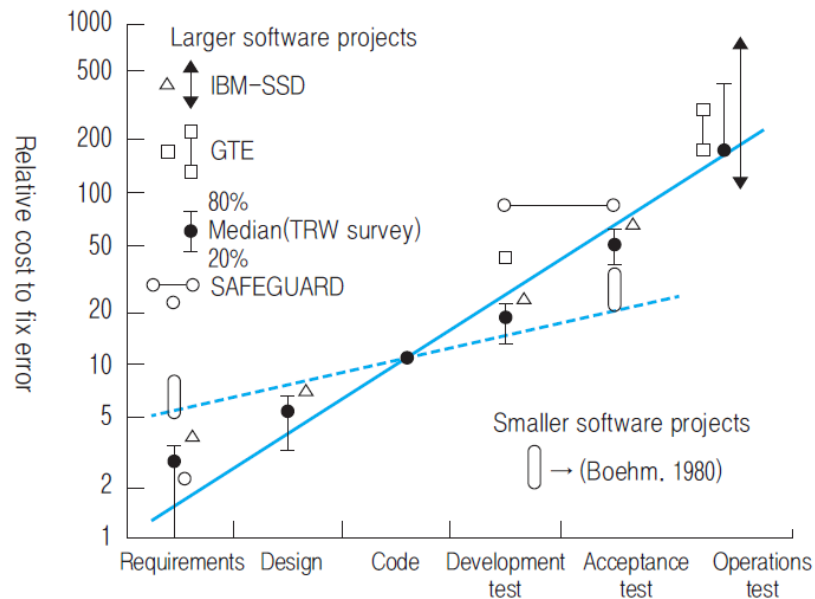 Relative cost to fix error
1000
500
200
100
50
20
10
5
2
1
Larger software projects
IBM-SSD
GTE
80%
Median(TRW survey)
20%
SAFEGUARD
Smaller software projects
→ (Boehm. 1980)
Requirements
Design
Code
Development
test
Acceptance
test
Operations
test